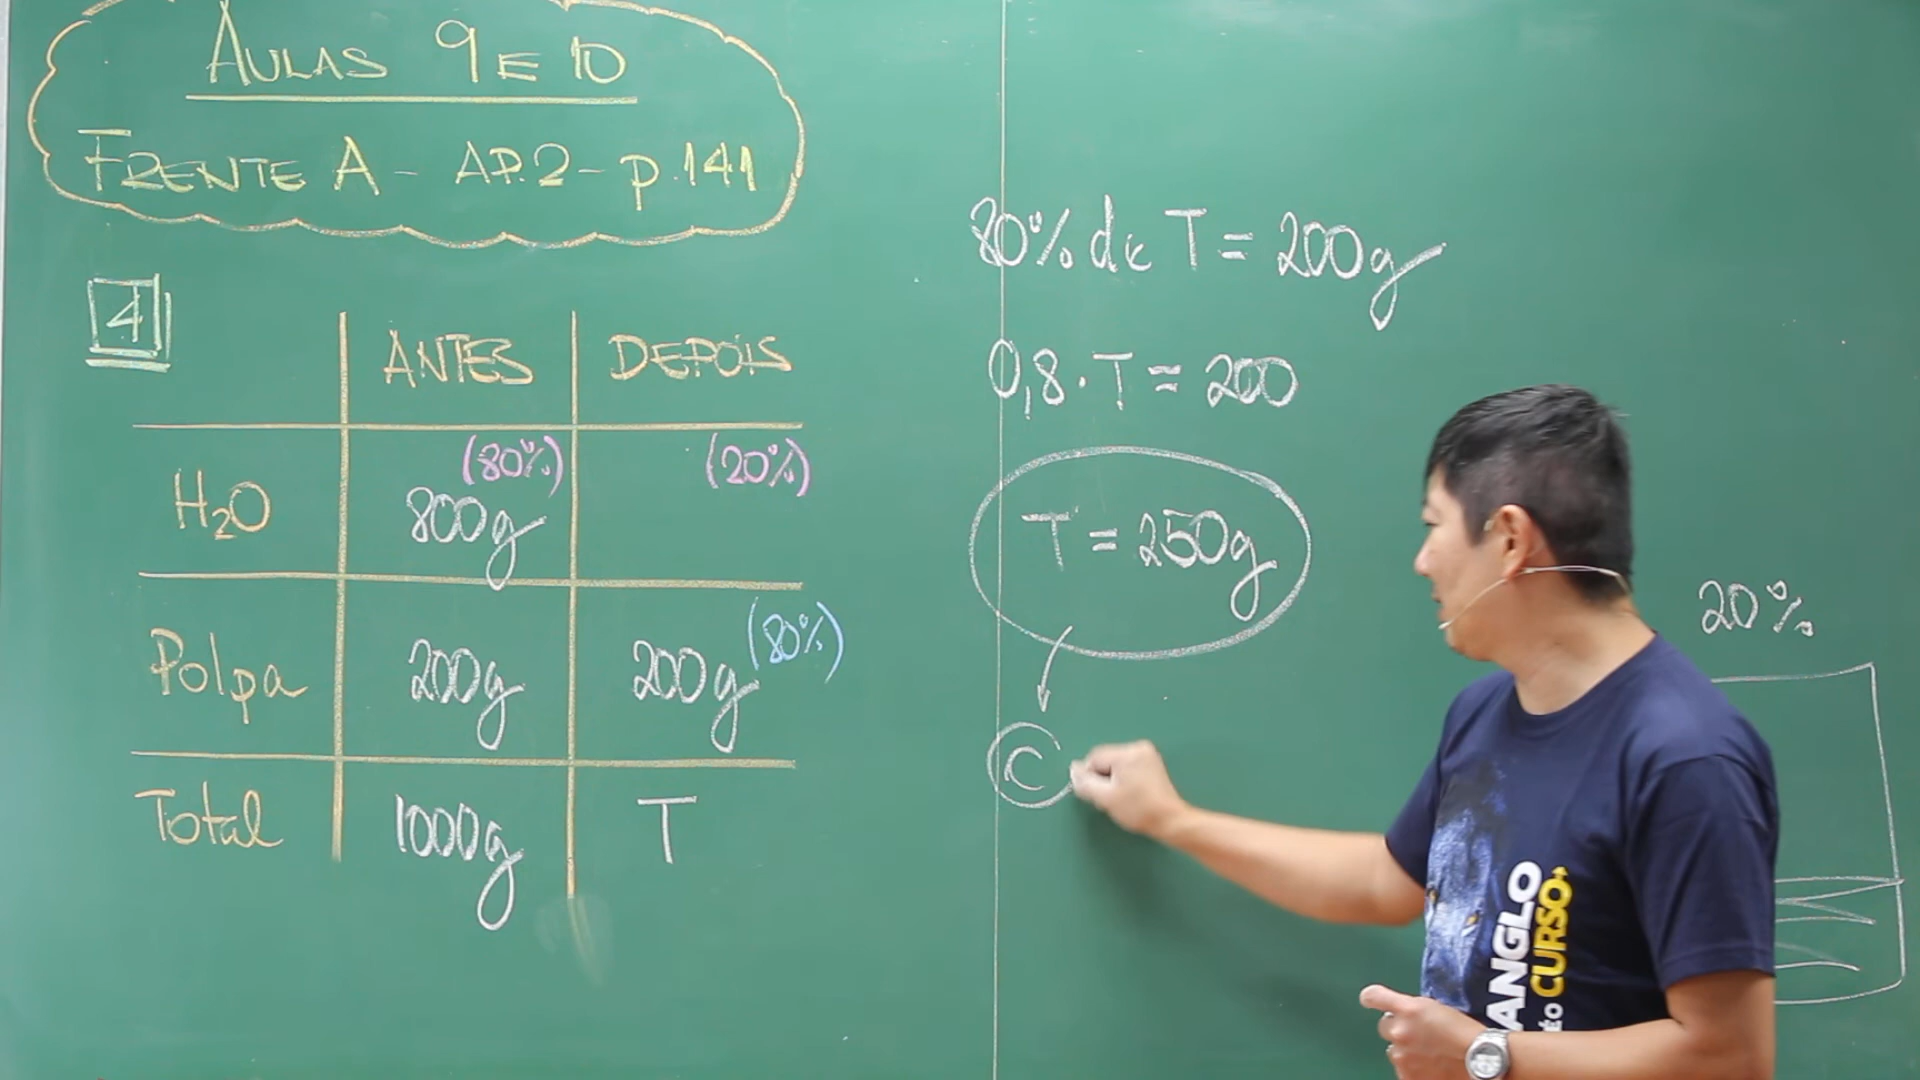 AULAS 9 E 10
FRENTE A - AP.2 - p.141
4
ANTES DEPOIS
H₂O 800g (80%) (20%)
Polpa 200g 200g (80%)
Total 1000g T
80% de T = 200g
0,8 · T = 200
T = 250g
C
20%
ANGLO
É O CURSO+